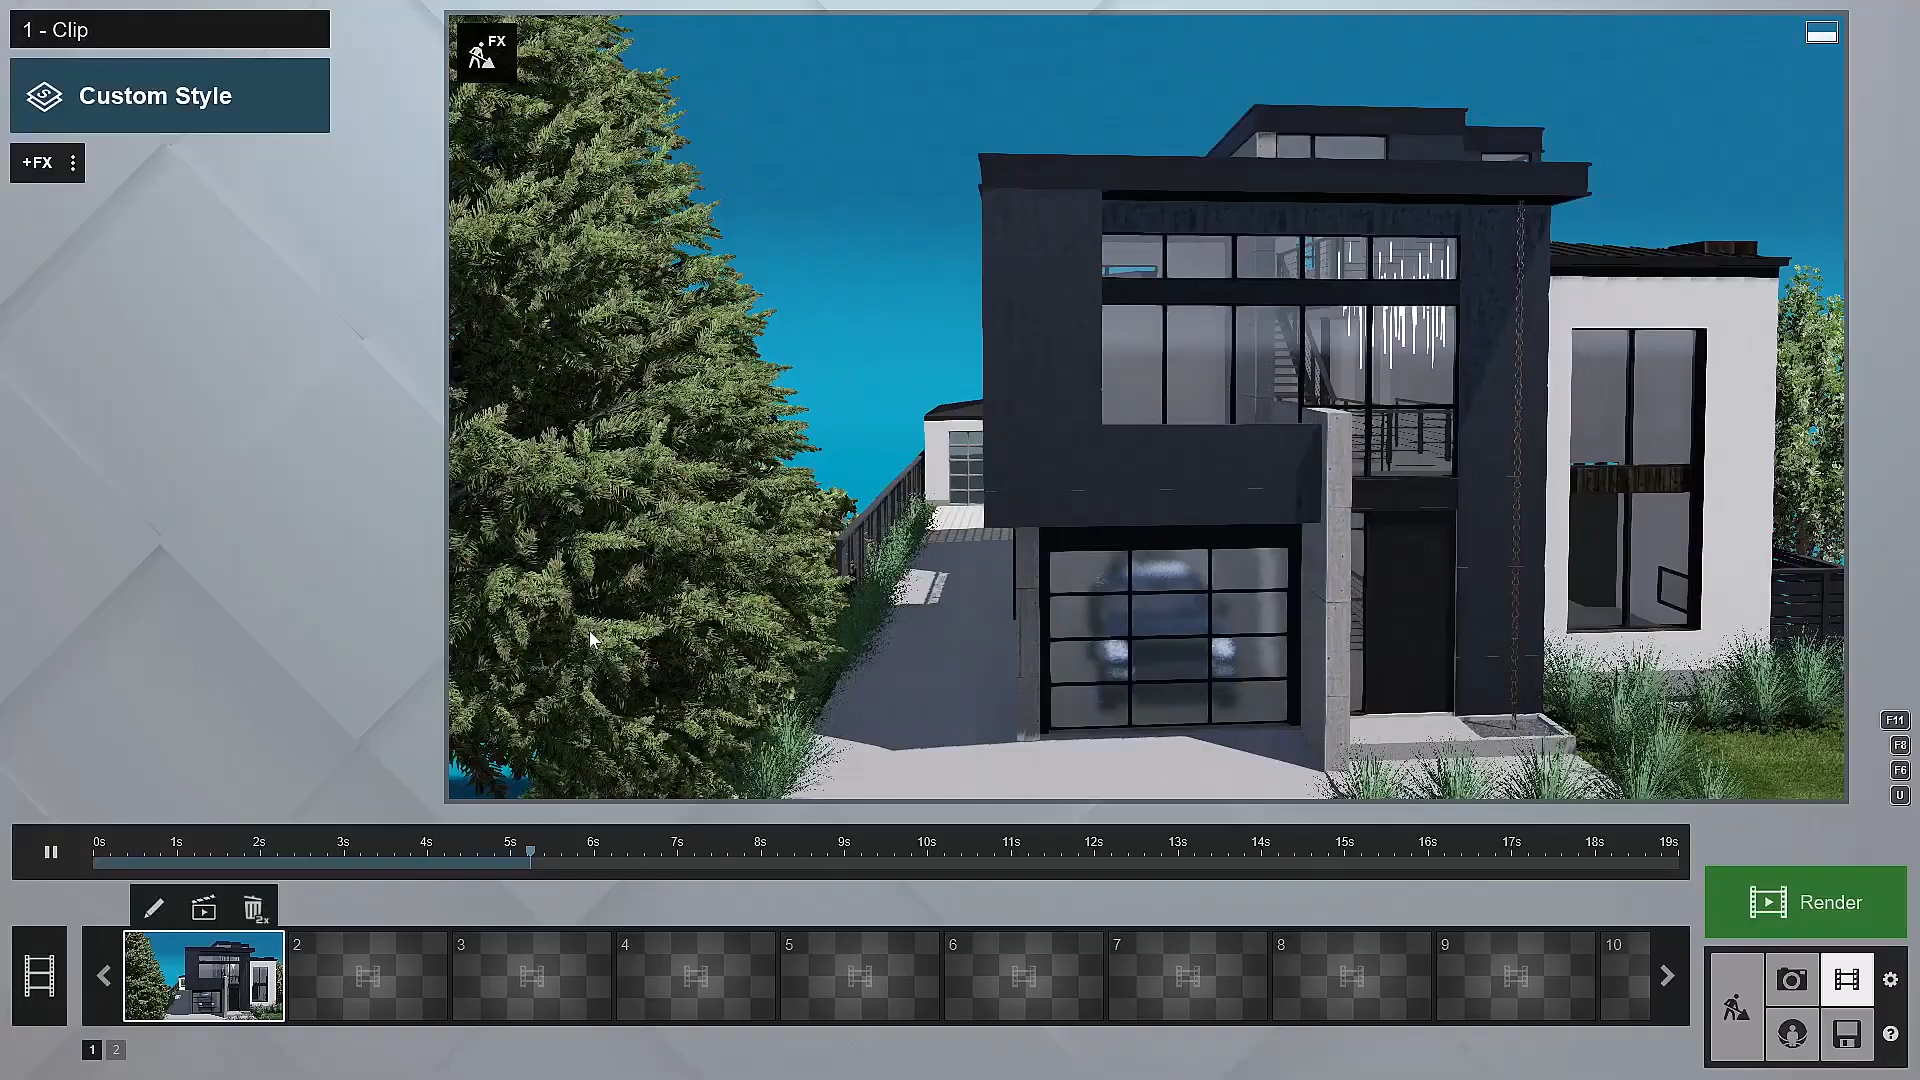 1 - Clip
Custom Style
+FX
FX
F11
F8
F6
U
0s 1s 2s 3s 4s 5s 6s 7s 8s 9s 10s 11s 12s 13s 14s 15s 16s 17s 18s 19s
2x
Render
2 3 4 5 6 7 8 9 10
?
1 2